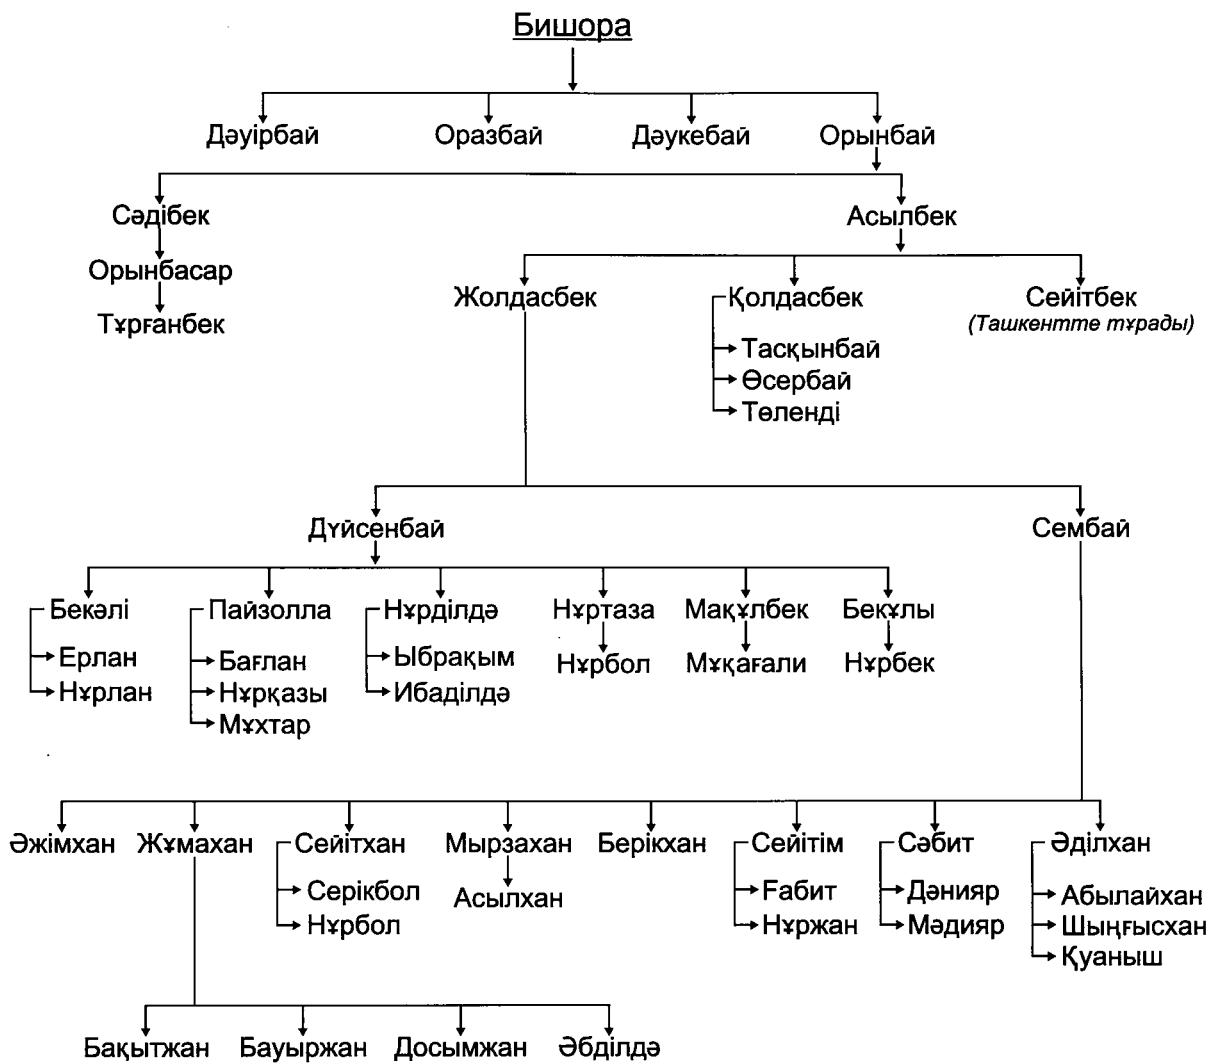 Бишора
Дәуірбай Оразбай Дәукебай Орынбай
Сәдібек Асылбек
Орынбасар
Тұрғанбек
Жолдасбек Қолдасбек Сейітбек
(Ташкентте тұрады)
Тасқынбай
Өсербай
Төленді
Дүйсенбай Сембай
Бекәлі Пайзолла Нұрділдә Нұртаза Мақұлбек Бекұлы
Ерлан Бағлан Ыбрақым Нұрбол Мұқағали Нұрбек
Нұрлан Нұрқазы Ибаділдә
Мұхтар
Әжімхан Жұмахан Сейітхан Мырзахан Берікхан Сейітім Сәбит Әділхан
Серікбол Асылхан Ғабит Дәнияр Абылайхан
Нұрбол Нұржан Мәдияр Шыңғысхан
Қуаныш
Бақытжан Бауыржан Досымжан Әбділдә